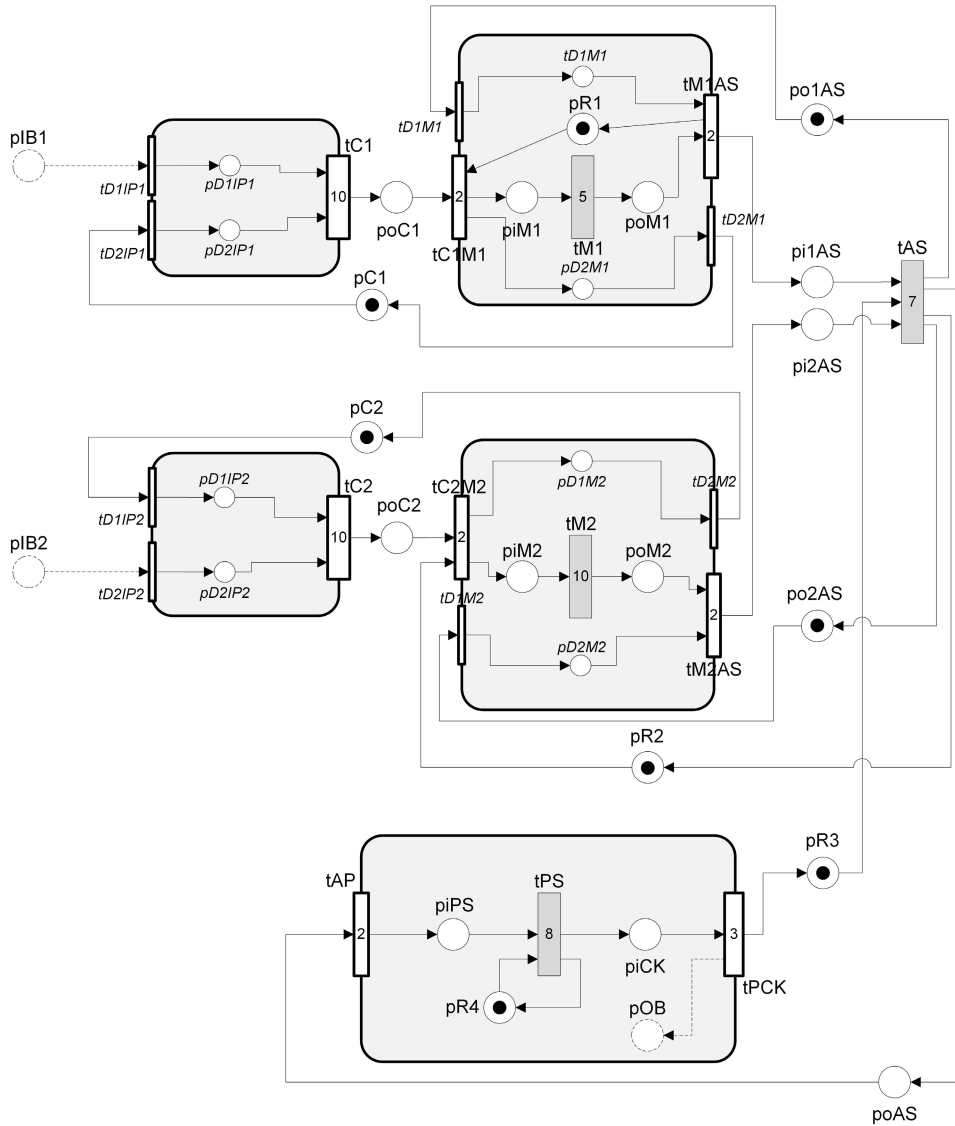 tD1M1
tM1AS
po1AS
pR1
pIB1
tD1M1
2
tC1
tD1IP1
pD1IP1
10
2
5
tD2M1
poC1
piM1
poM1
tD2IP1
pD2IP1
tC1M1
tM1
pD2M1
pi1AS
tAS
pC1
7
pi2AS
pC2
pD1IP2
tC2
tC2M2
pD1M2
tD2M2
tD1IP2
poC2
tM2
pIB2
10
2
piM2
poM2
10
tD2IP2
pD2IP2
tD1M2
2
po2AS
pD2M2
tM2AS
pR2
pR3
tAP
piPS
tPS
2
8
3
piCK
tPCK
pR4
pOB
poAS